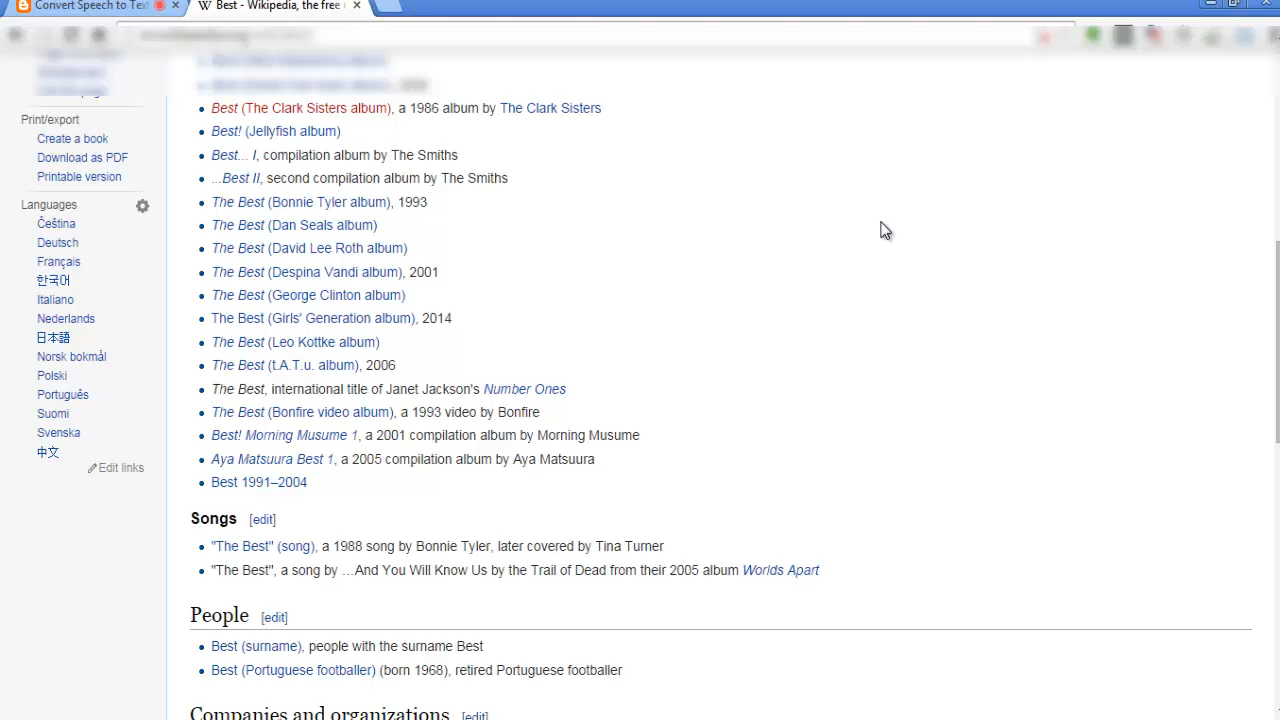 Convert Speech to Text
Best - Wikipedia, the free
Print/export
Create a book
Download as PDF
Printable version
Languages
Čeština
Deutsch
Français
한국어
Italiano
Nederlands
日本語
Norsk bokmål
Polski
Português
Suomi
Svenska
中文
Edit links
Best (The Clark Sisters album), a 1986 album by The Clark Sisters
Best! (Jellyfish album)
Best... I, compilation album by The Smiths
...Best II, second compilation album by The Smiths
The Best (Bonnie Tyler album), 1993
The Best (Dan Seals album)
The Best (David Lee Roth album)
The Best (Despina Vandi album), 2001
The Best (George Clinton album)
The Best (Girls' Generation album), 2014
The Best (Leo Kottke album)
The Best (t.A.T.u. album), 2006
The Best, international title of Janet Jackson's Number Ones
The Best (Bonfire video album), a 1993 video by Bonfire
Best! Morning Musume 1, a 2001 compilation album by Morning Musume
Aya Matsuura Best 1, a 2005 compilation album by Aya Matsuura
Best 1991–2004
Songs [edit]
"The Best" (song), a 1988 song by Bonnie Tyler, later covered by Tina Turner
"The Best", a song by ...And You Will Know Us by the Trail of Dead from their 2005 album Worlds Apart
People [edit]
Best (surname), people with the surname Best
Best (Portuguese footballer) (born 1968), retired Portuguese footballer
Companies and organizations [edit]